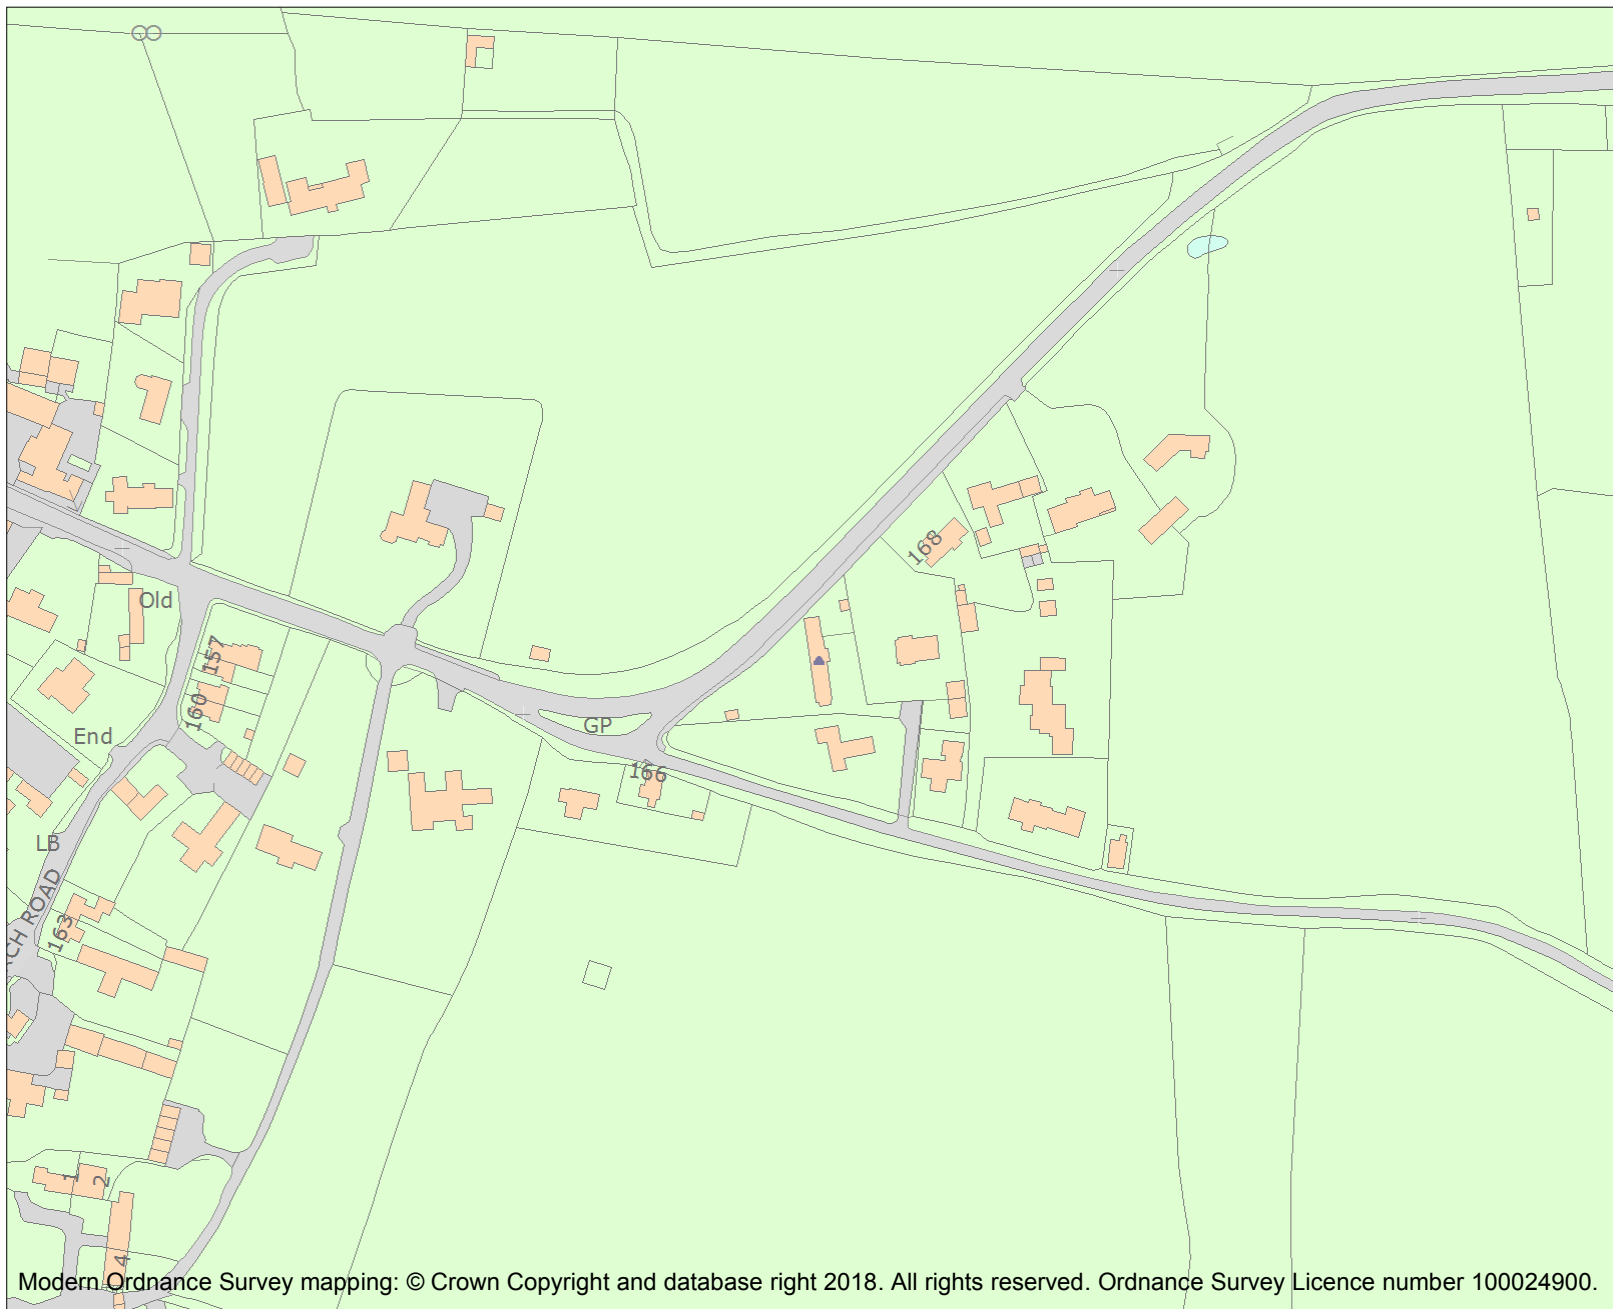 Old
157
160
168
GP
166
End
LB
CH ROAD
163
1
2
4
Modern Ordnance Survey mapping: © Crown Copyright and database right 2018. All rights reserved. Ordnance Survey Licence number 100024900.